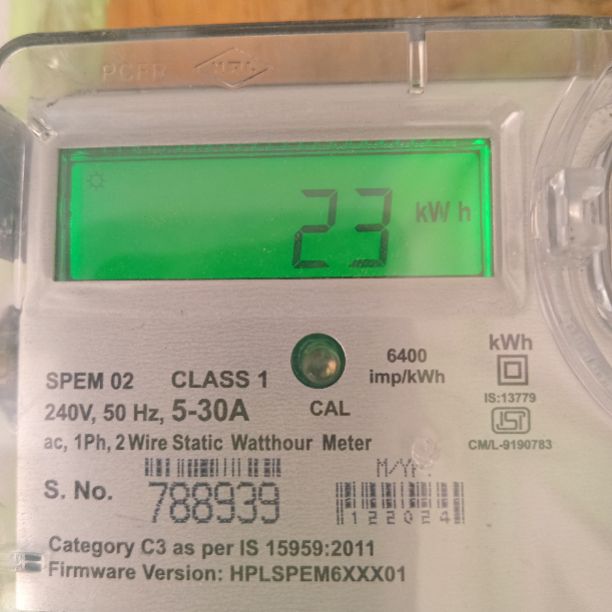 HPL
23 kW h
SPEM 02 CLASS 1
240V, 50 Hz, 5-30A
ac, 1Ph, 2 Wire Static Watthour Meter
CAL
6400
imp/kWh
kWh
IS:13779
ISI
CM/L-9190783
S. No. 788939
M/YR.
122024
Category C3 as per IS 15959:2011
Firmware Version: HPLSPEM6XXX01